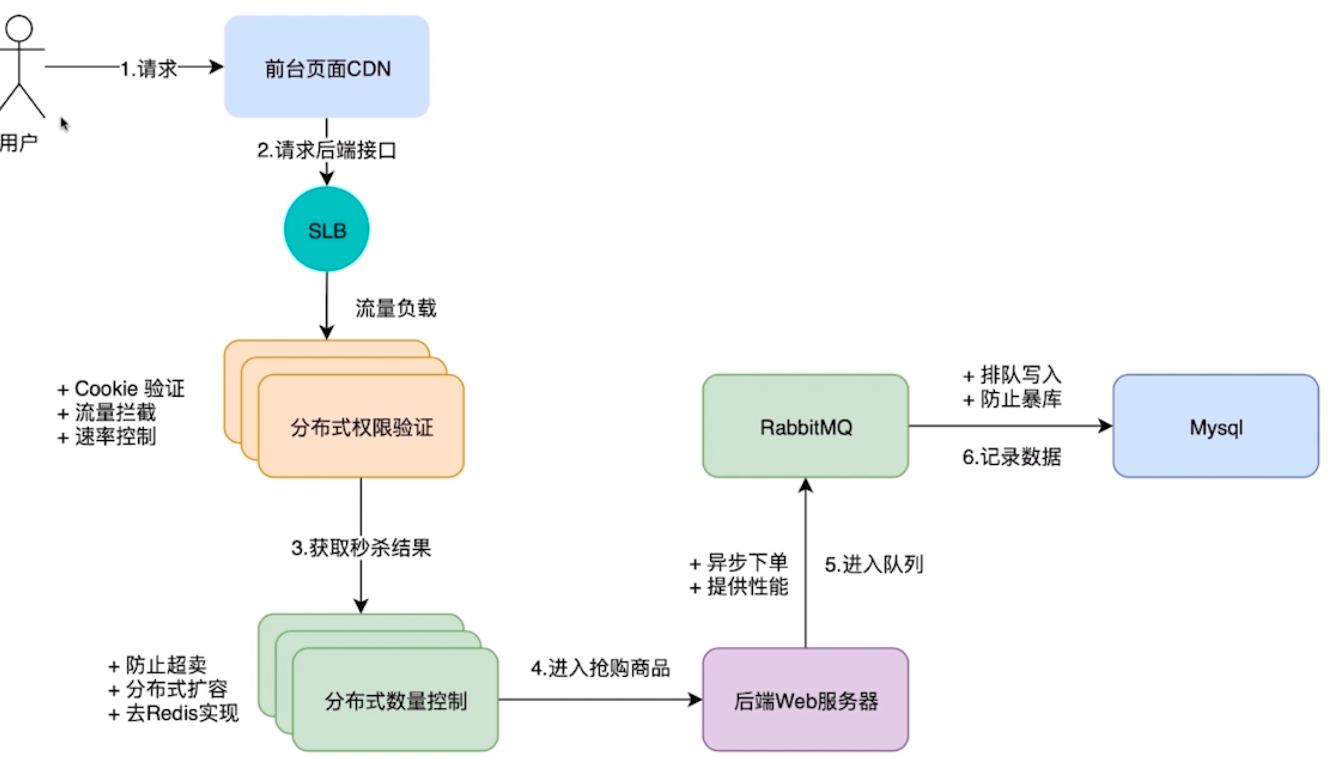 1.请求
前台页面CDN
用户
2.请求后端接口
SLB
流量负载
+ Cookie 验证
+ 流量拦截
+ 速率控制
分布式权限验证
RabbitMQ
+ 排队写入
+ 防止暴库
6.记录数据
Mysql
3.获取秒杀结果
+ 异步下单
+ 提供性能
5.进入队列
+ 防止超卖
+ 分布式扩容
+ 去Redis实现
分布式数量控制
4.进入抢购商品
后端Web服务器